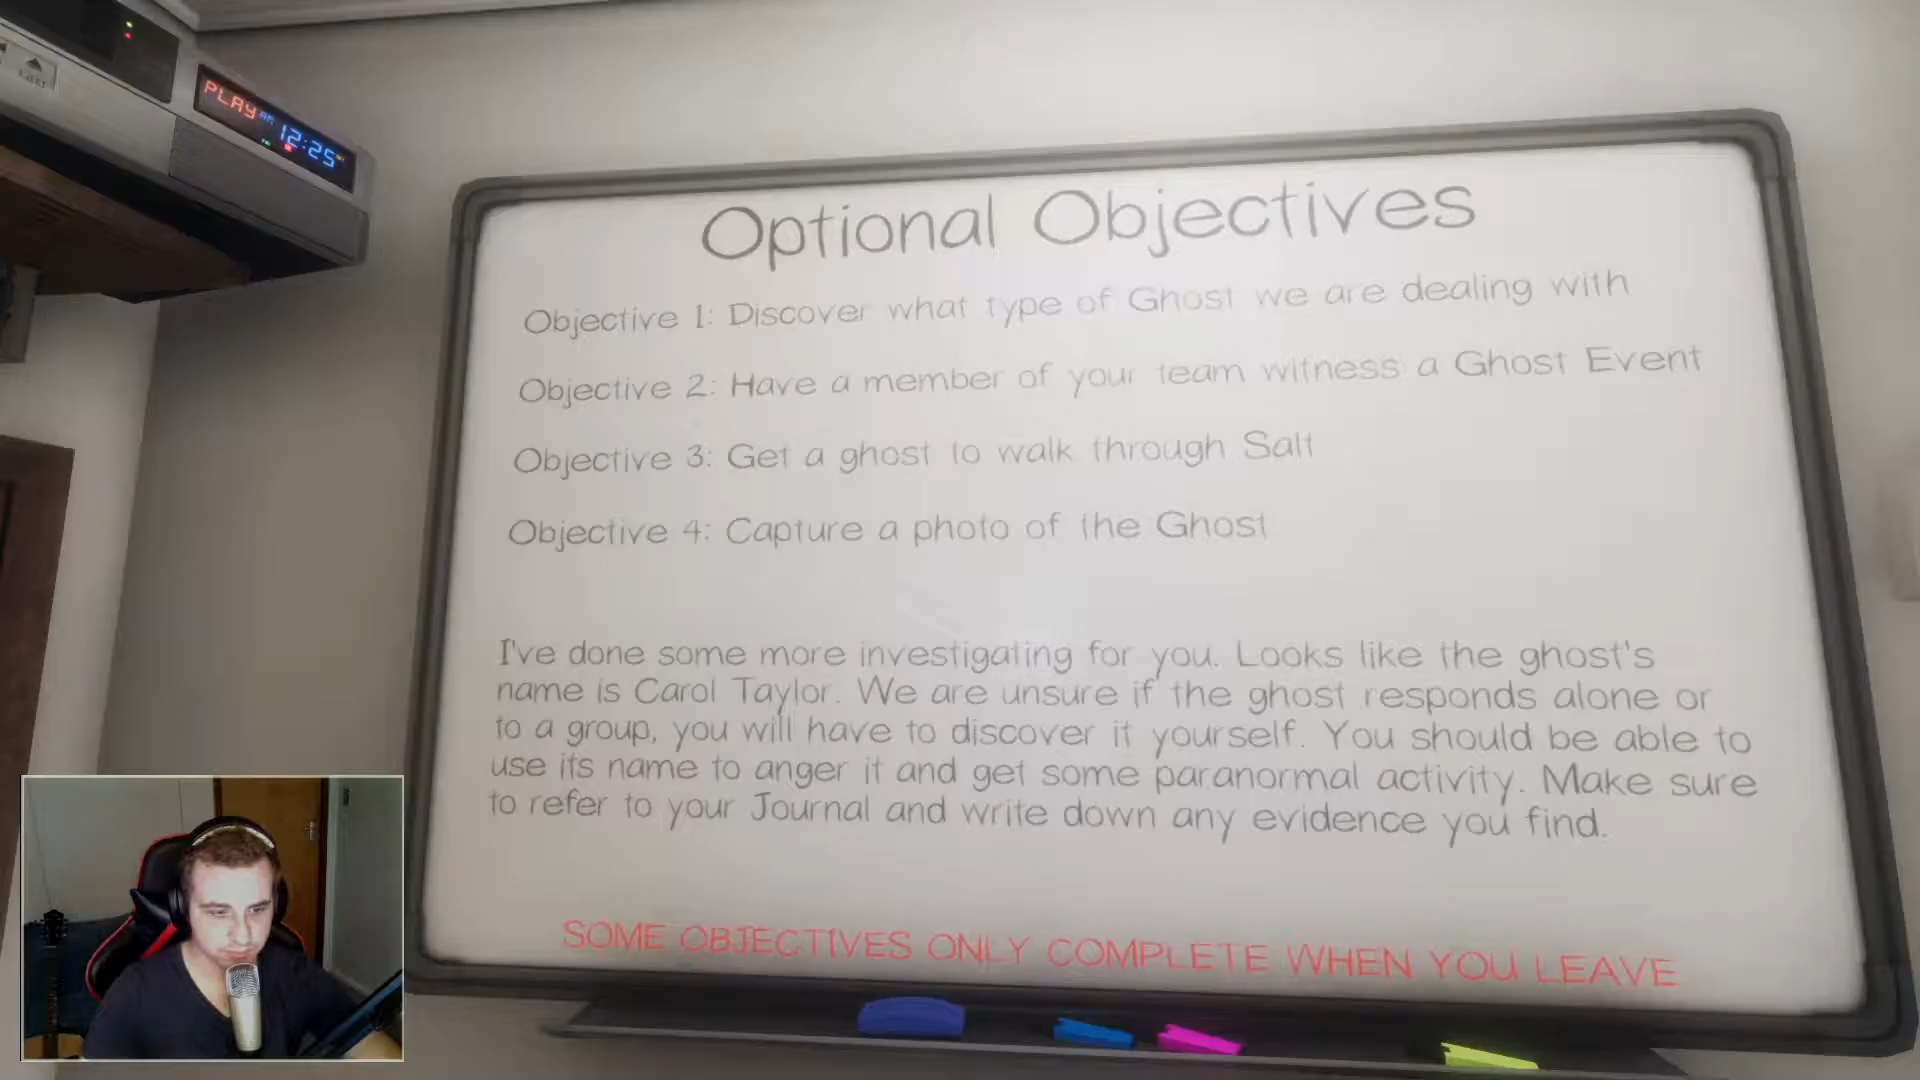 PLAY
12:25
Optional Objectives
Objective 1: Discover what type of Ghost we are dealing with
Objective 2: Have a member of your team witness a Ghost Event
Objective 3: Get a ghost to walk through Salt
Objective 4: Capture a photo of the Ghost
I've done some more investigating for you. Looks like the ghost's
name is Carol Taylor. We are unsure if the ghost responds alone or
to a group, you will have to discover it yourself. You should be able to
use its name to anger it and get some paranormal activity. Make sure
to refer to your Journal and write down any evidence you find.
SOME OBJECTIVES ONLY COMPLETE WHEN YOU LEAVE